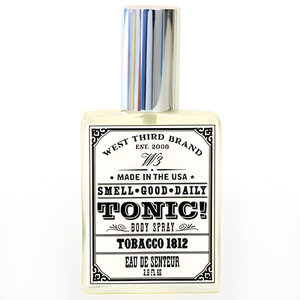 WEST THIRD BRAND
EST. 2008
W3
MADE IN THE USA
SMELL·GOOD·DAILY
TONIC!
BODY SPRAY
TOBACCO 1812
EAU DE SENTEUR
2.0 FL OZ